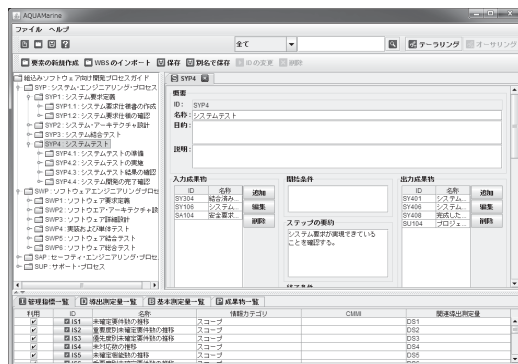 AQUAMarine
ファイル ヘルプ
全て
テーラリング オーサリング
要素の新規作成 WBSのインポート 保存 別名で保存 IDの変更 削除
組込みソフトウェア向け開発プロセスガイド
SYP : システム・エンジニアリング・プロセス
SYP1 : システム要求定義
SYP1.1 : システム要求仕様書の作成
SYP1.2 : システム要求仕様の確認
SYP2 : システム・アーキテクチャ設計
SYP3 : システム結合テスト
SYP4 : システムテスト
SYP4.1 : システムテストの準備
SYP4.2 : システムテストの実施
SYP4.3 : システムテスト結果の確認
SYP4.4 : システム開発の完了確認
SWP : ソフトウェアエンジニアリングプロセ
SWP1 : ソフトウェア要求定義
SWP2 : ソフトウエア・アーキテクチャ設
SWP3 : ソフトウェア詳細設計
SWP4 : 実装および単体テスト
SWP5 : ソフトウェア結合テスト
SWP6 : ソフトウェア総合テスト
SAP : セーフティ・エンジニアリング・プロセ
SUP : サポート・プロセス
SYP4
概要
ID : SYP4
名称 : システムテスト
目的 :
説明 :
入力成果物
ID 名称
SY304 結合済み...
SY106 システム...
SA104 安全要求...
追加
編集
削除
開始条件
ステップの要約
システム要求が実現できている
ことを確認する。
終了条件
出力成果物
ID 名称
SY401 システム...
SY406 システム...
SY408 完成した...
SU104 プロジェ...
追加
編集
削除
管理指標一覧 導出測定量一覧 基本測定量一覧 成果物一覧
利用 ID 名称 情報カテゴリ CMMI 関連導出測定量
IS1 未確定要件数の推移 スコープ DS1
IS2 重要度別未確定要件数の推移 スコープ DS2
IS3 優先度別未確定要件数の推移 スコープ DS3
IS4 未対応数の推移 スコープ DS4
IS5 未確定機能数の推移 スコープ DS5